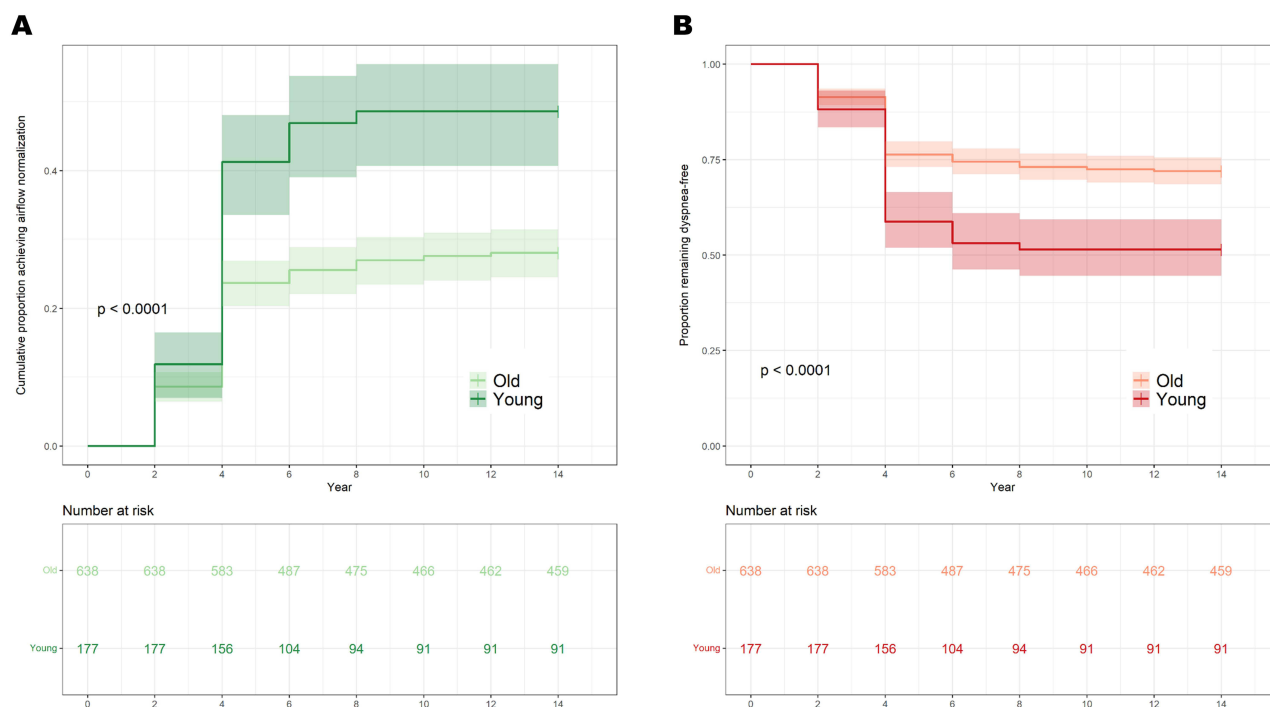 A
Cumulative proportion achieving airflow normalization
0.4
0.2
0.0
p < 0.0001
Old
Young
0 2 4 6 8 10 12 14
Year
Number at risk
Old 638 638 583 487 475 466 462 459
Young 177 177 156 104 94 91 91 91
0 2 4 6 8 10 12 14
B
Proportion remaining dyspnea-free
1.00
0.75
0.50
0.25
0.00
p < 0.0001
Old
Young
0 2 4 6 8 10 12 14
Year
Number at risk
Old 638 638 583 487 475 466 462 459
Young 177 177 156 104 94 91 91 91
0 2 4 6 8 10 12 14